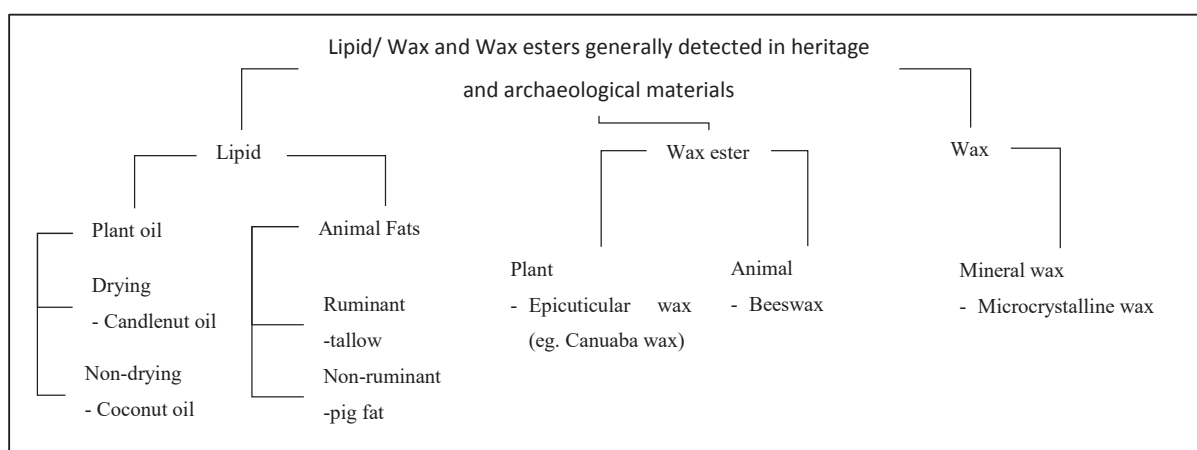 Lipid/ Wax and Wax esters generally detected in heritage
and archaeological materials
Lipid
Wax ester
Wax
Plant oil
Drying
- Candlenut oil
Non-drying
- Coconut oil
Animal Fats
Ruminant
-tallow
Non-ruminant
-pig fat
Plant
- Epicuticular wax
(eg. Canuaba wax)
Animal
- Beeswax
Mineral wax
- Microcrystalline wax